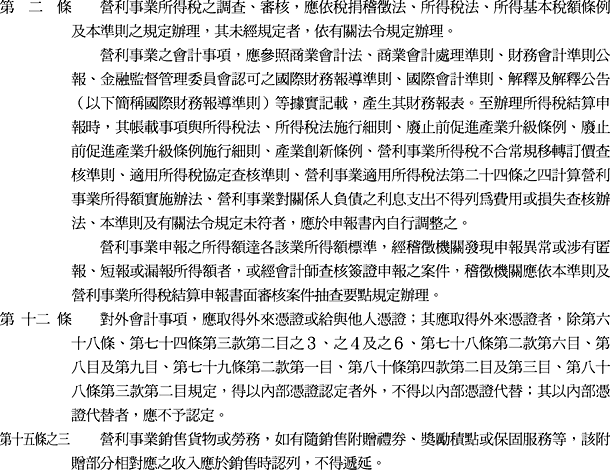 第　二　條　　營利事業所得稅之調查、審核，應依稅捐稽徵法、所得稅法、所得基本稅額條例
及本準則之規定辦理，其未經規定者，依有關法令規定辦理。
營利事業之會計事項，應參照商業會計法、商業會計處理準則、財務會計準則公
報、金融監督管理委員會認可之國際財務報導準則、國際會計準則、解釋及解釋公告
（以下簡稱國際財務報導準則）等據實記載，產生其財務報表。至辦理所得稅結算申
報時，其帳載事項與所得稅法、所得稅法施行細則、廢止前促進產業升級條例、廢止
前促進產業升級條例施行細則、產業創新條例、營利事業所得稅不合常規移轉訂價查
核準則、適用所得稅協定查核準則、營利事業適用所得稅法第二十四條之四計算營利
事業所得額實施辦法、營利事業對關係人負債之利息支出不得列為費用或損失查核辦
法、本準則及有關法令規定未符者，應於申報書內自行調整之。
營利事業申報之所得額達各該業所得額標準，經稽徵機關發現申報異常或涉有匿
報、短報或漏報所得額者，或經會計師查核簽證申報之案件，稽徵機關應依本準則及
營利事業所得稅結算申報書面審核案件抽查要點規定辦理。
第 十二 條　　對外會計事項，應取得外來憑證或給與他人憑證；其應取得外來憑證者，除第六
十八條、第七十四條第三款第二目之３、之４及之６、第七十八條第二款第六目、第
八目及第九目、第七十九條第二款第一目、第八十條第四款第二目及第三目、第八十
八條第三款第二目規定，得以內部憑證認定者外，不得以內部憑證代替；其以內部憑
證代替者，應不予認定。
第十五條之三　　營利事業銷售貨物或勞務，如有隨銷售附贈禮券、獎勵積點或保固服務等，該附
贈部分相對應之收入應於銷售時認列，不得遞延。